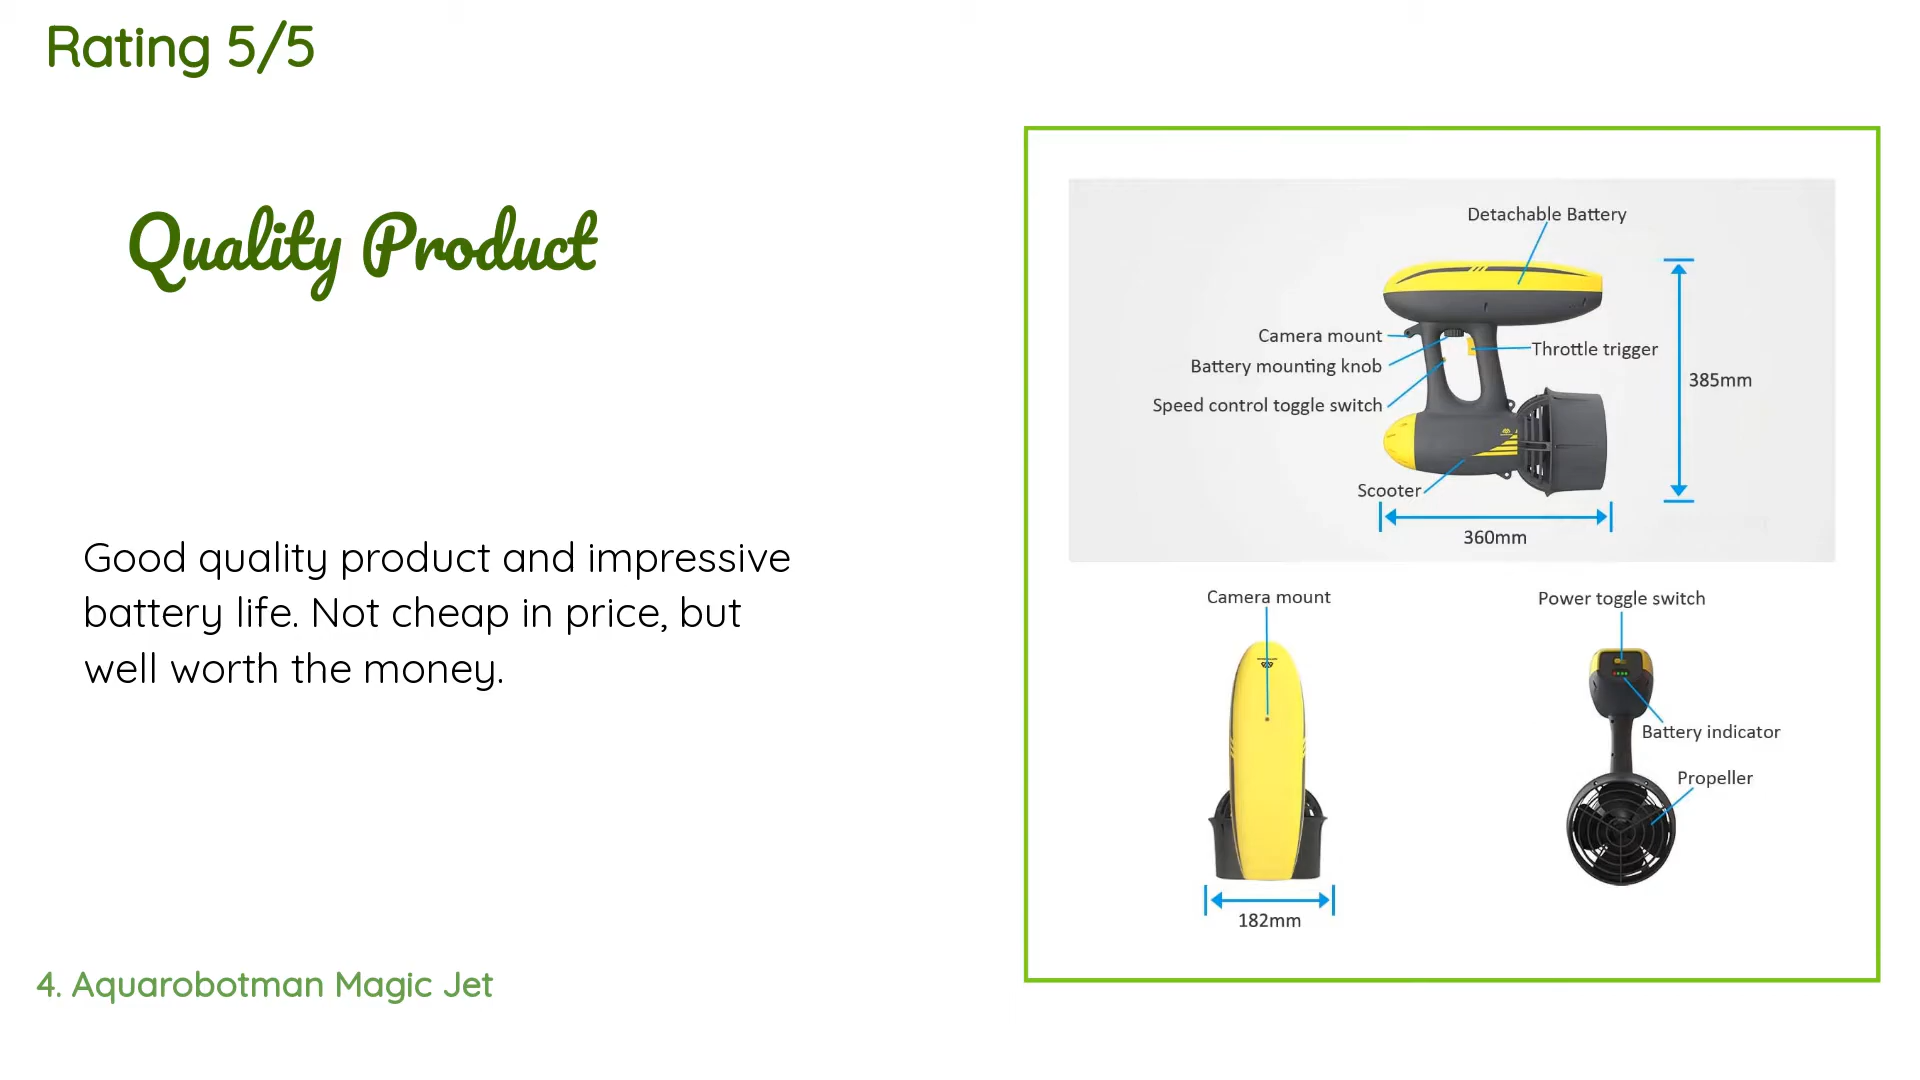 Rating 5/5
Quality Product
Good quality product and impressive
battery life. Not cheap in price, but
well worth the money.
4. Aquarobotman Magic Jet
Detachable Battery
Camera mount
Throttle trigger
Battery mounting knob
385mm
Speed control toggle switch
Scooter
360mm
Camera mount
Power toggle switch
Battery indicator
Propeller
182mm